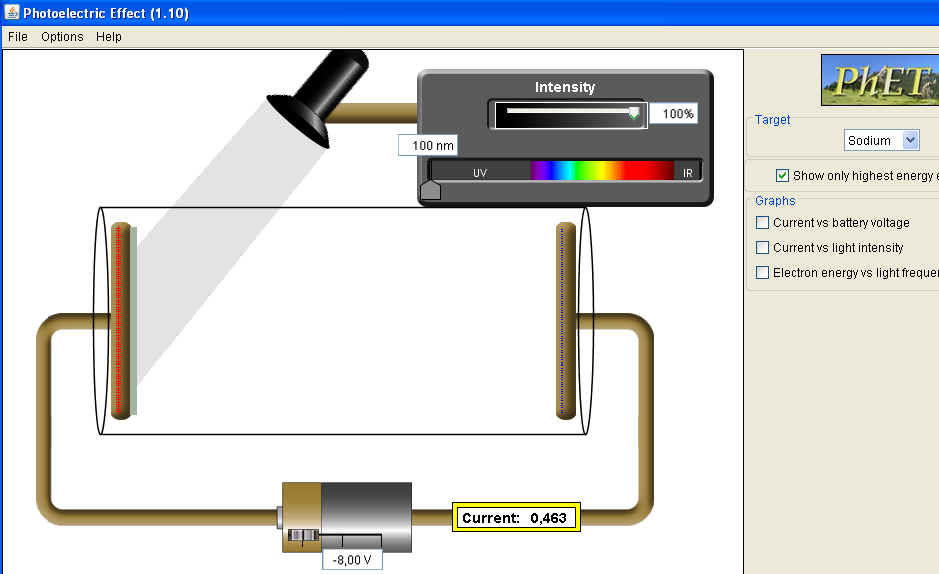 Photoelectric Effect (1.10)
File Options Help
Intensity
100%
100 nm
UV
IR
PhET
Target
Sodium
Show only highest energy e
Graphs
Current vs battery voltage
Current vs light intensity
Electron energy vs light freque
Current: 0,463
-8,00 V